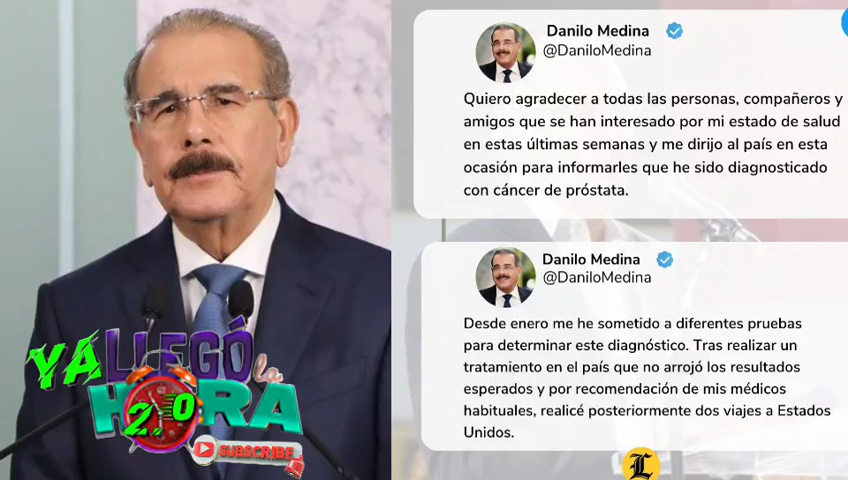 Danilo Medina
@DaniloMedina
Quiero agradecer a todas las personas, compañeros y
amigos que se han interesado por mi estado de salud
en estas últimas semanas y me dirijo al país en esta
ocasión para informarles que he sido diagnosticado
con cáncer de próstata.
Danilo Medina
@DaniloMedina
Desde enero me he sometido a diferentes pruebas
para determinar este diagnóstico. Tras realizar un
tratamiento en el país que no arrojó los resultados
esperados y por recomendación de mis médicos
habituales, realicé posteriormente dos viajes a Estados
Unidos.
YA LLEGÓ la
HORA
2.0
SUBSCRIBE
L